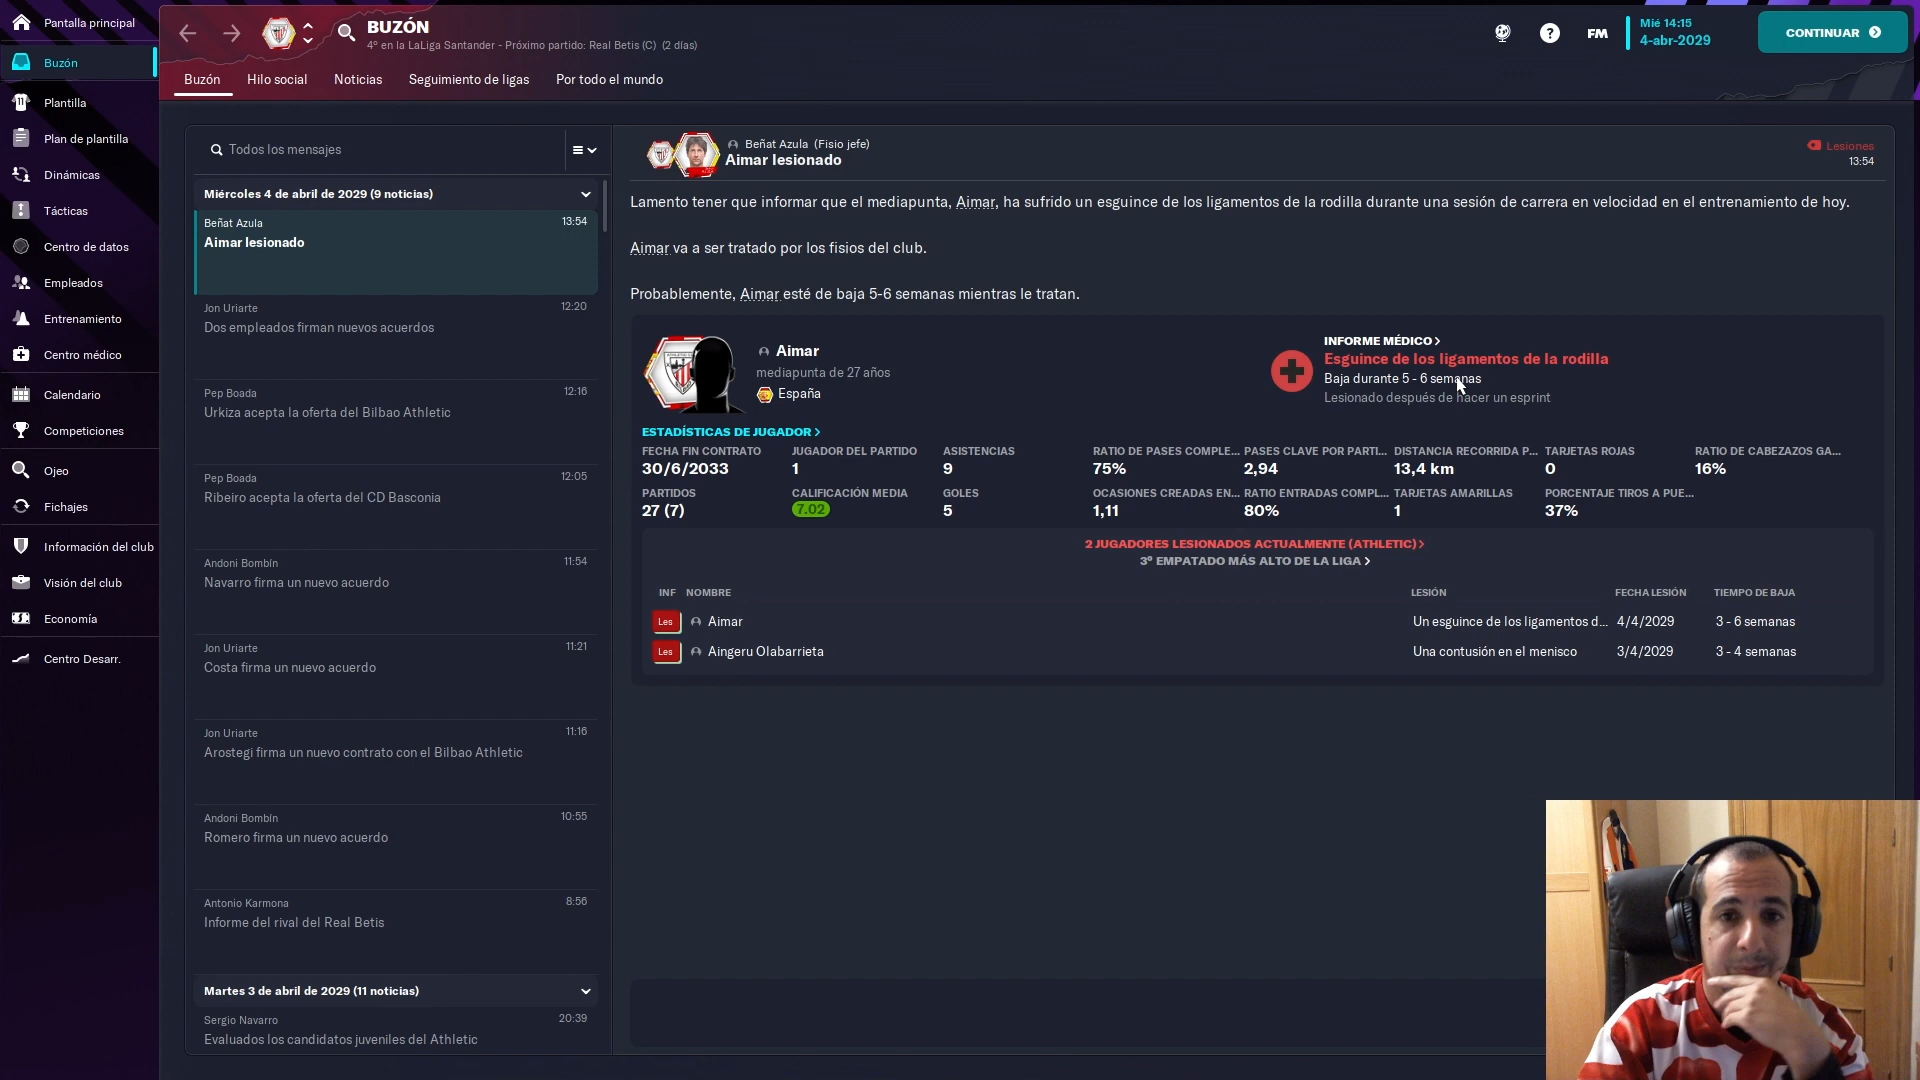 Pantalla principal
Buzón
Plantilla
Plan de plantilla
Dinámicas
Tácticas
Centro de datos
Empleados
Entrenamiento
Centro médico
Calendario
Competiciones
Ojeo
Fichajes
Información del club
Visión del club
Economía
Centro Desarr.
BUZÓN
4º en la LaLiga Santander - Próximo partido: Real Betis (C) (2 días)
FM
Mié 14:15
4-abr-2029
CONTINUAR
Buzón Hilo social Noticias Seguimiento de ligas Por todo el mundo
Todos los mensajes
Miércoles 4 de abril de 2029 (9 noticias)
Beñat Azula 13:54
Aimar lesionado
Jon Uriarte 12:20
Dos empleados firman nuevos acuerdos
Pep Boada 12:16
Urkiza acepta la oferta del Bilbao Athletic
Pep Boada 12:05
Ribeiro acepta la oferta del CD Basconia
Andoni Bombín 11:54
Navarro firma un nuevo acuerdo
Jon Uriarte 11:21
Costa firma un nuevo acuerdo
Jon Uriarte 11:16
Arostegi firma un nuevo contrato con el Bilbao Athletic
Andoni Bombín 10:55
Romero firma un nuevo acuerdo
Antonio Karmona 8:56
Informe del rival del Real Betis
Martes 3 de abril de 2029 (11 noticias)
Sergio Navarro 20:39
Evaluados los candidatos juveniles del Athletic
Beñat Azula (Fisio jefe)
Aimar lesionado
Lesiones
13:54
Lamento tener que informar que el mediapunta, Aimar, ha sufrido un esguince de los ligamentos de la rodilla durante una sesión de carrera en velocidad en el entrenamiento de hoy.
Aimar va a ser tratado por los fisios del club.
Probablemente, Aimar esté de baja 5-6 semanas mientras le tratan.
Aimar
mediapunta de 27 años
España
INFORME MÉDICO
Esguince de los ligamentos de la rodilla
Baja durante 5 - 6 semanas
Lesionado después de hacer un esprint
ESTADÍSTICAS DE JUGADOR
FECHA FIN CONTRATO JUGADOR DEL PARTIDO ASISTENCIAS RATIO DE PASES COMPLE... PASES CLAVE POR PARTI... DISTANCIA RECORRIDA P... TARJETAS ROJAS RATIO DE CABEZAZOS GA...
30/6/2033 1 9 75% 2,94 13,4 km 0 16%
PARTIDOS CALIFICACIÓN MEDIA GOLES OCASIONES CREADAS EN... RATIO ENTRADAS COMPL... TARJETAS AMARILLAS PORCENTAJE TIROS A PUE...
27 (7) 7.02 5 1,11 80% 1 37%
2 JUGADORES LESIONADOS ACTUALMENTE (ATHLETIC)
3º EMPATADO MÁS ALTO DE LA LIGA
INF NOMBRE LESIÓN FECHA LESIÓN TIEMPO DE BAJA
Les Aimar Un esguince de los ligamentos d... 4/4/2029 3 - 6 semanas
Les Aingeru Olabarrieta Una contusión en el menisco 3/4/2029 3 - 4 semanas